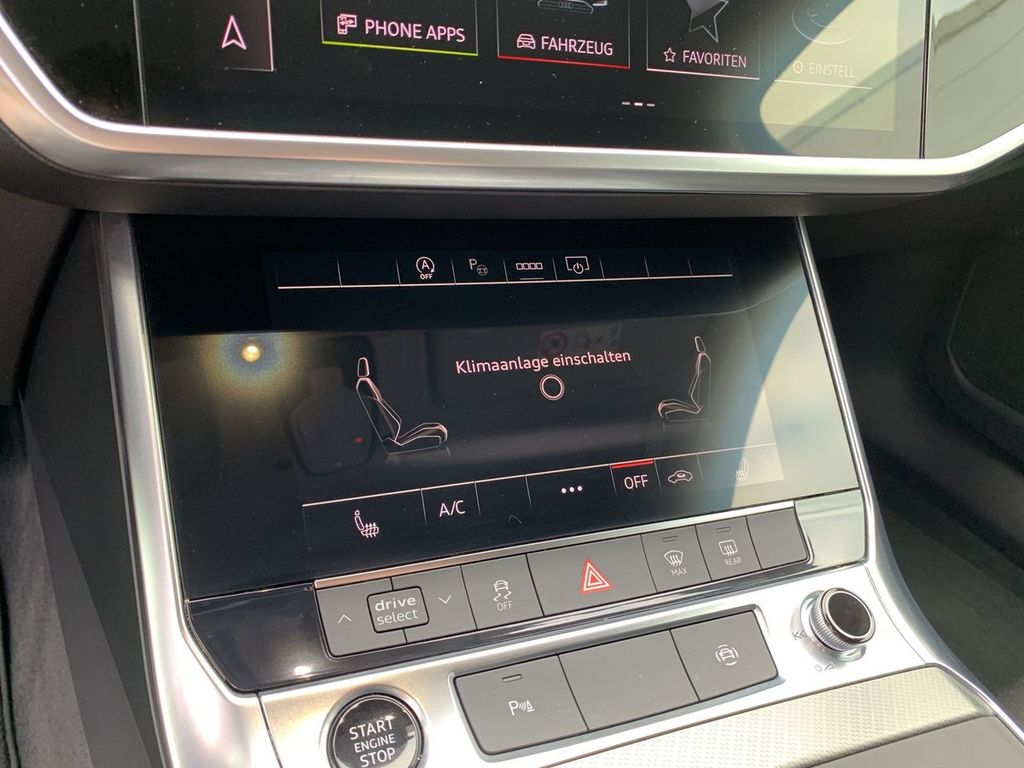 PHONE APPS
FAHRZEUG
FAVORITEN
EINSTELL
A
OFF
P
Klimaanlage einschalten
A/C
OFF
drive
select
OFF
MAX
REAR
P
START
ENGINE
STOP